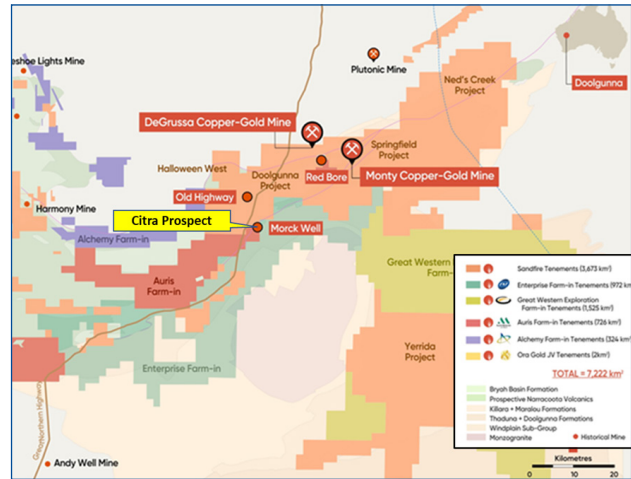 eshoe Lights Mine
Plutonic Mine
Ned's Creek
Project
Doolgunna
DeGrussa Copper-Gold Mine
Springfield
Project
Halloween West
Doolgunna
Project
Red Bore
Monty Copper-Gold Mine
Old Highway
Harmony Mine
Citra Prospect
Morck Well
Alchemy Farm-in
Auris
Farm-in
Great Western
Farm-
Enterprise Farm-in
Yerrida
Project
Great Northern Highway
Andy Well Mine
Sandfire Tenements (3,673 km²)
Enterprise Farm-in Tenements (972 km
Great Western Exploration
Farm-in Tenements (1,525 km²)
Auris Farm-in Tenements (726 km²)
Alchemy Farm-in Tenements (324 km²)
Ora Gold JV Tenements (2km²)
TOTAL = 7,222 km²
Bryah Basin Formation
Prospective Narracoota Volcanics
Killara + Maralou Formations
Thaduna + Doolgunna Formations
Windplain Sub-Group
Monzogranite
Historical Mine
Kilometres
0 10 20